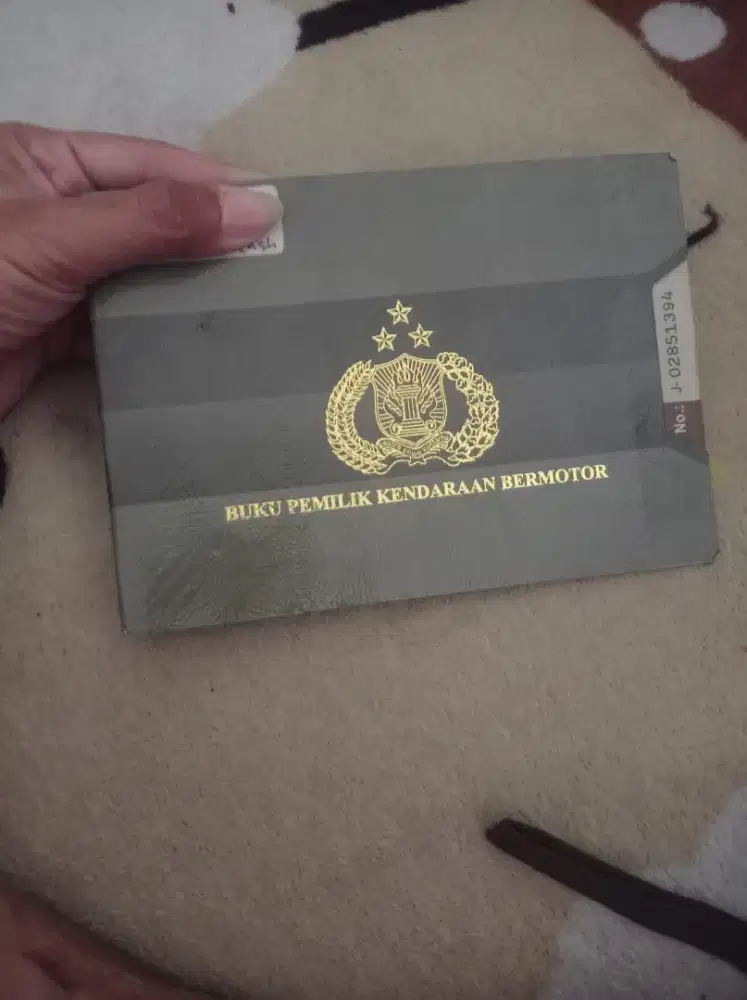 BUKU PEMILIK KENDARAAN BERMOTOR
No.: J-02851394